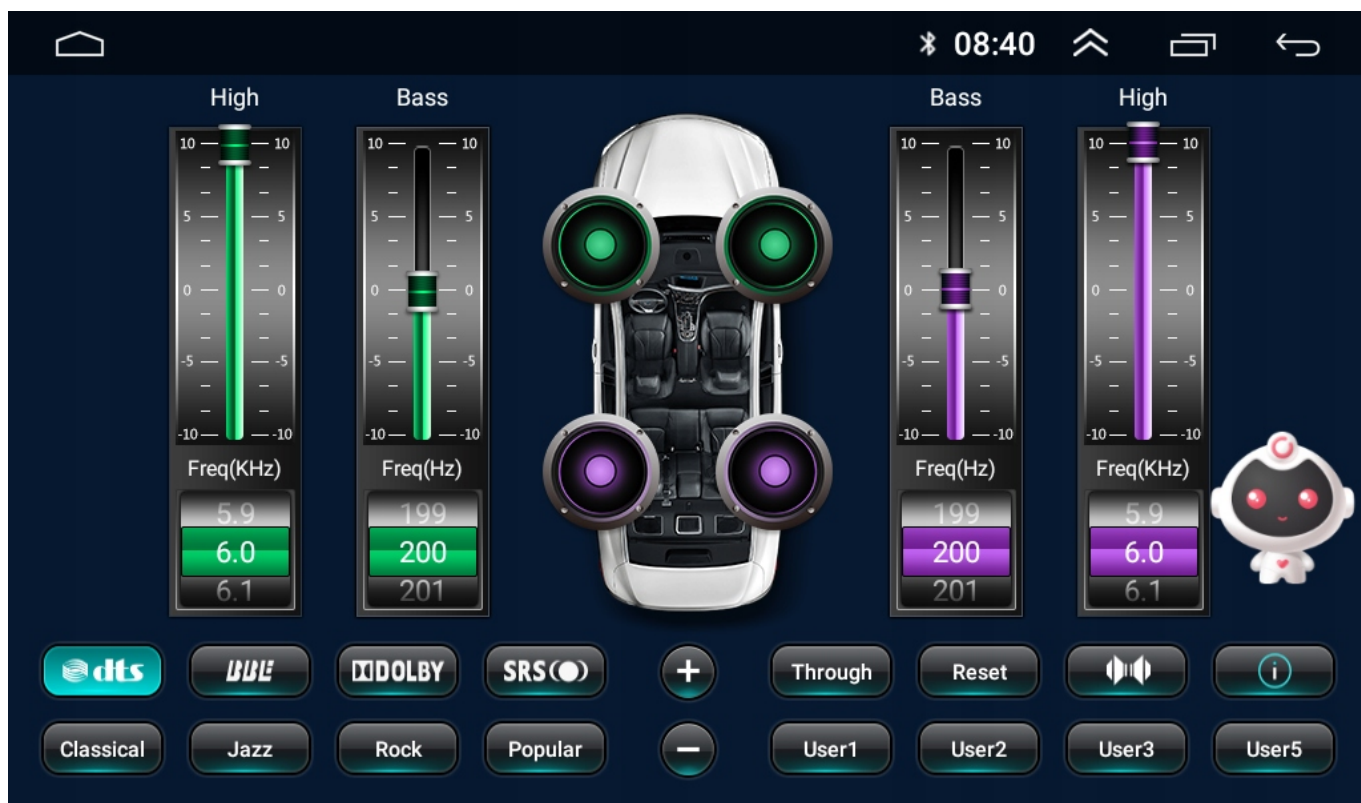 08:40
High
Bass
Bass
High
10 10
5 5
0 0
-5 -5
-10 -10
10 10
5 5
0 0
-5 -5
-10 -10
10 10
5 5
0 0
-5 -5
-10 -10
10 10
5 5
0 0
-5 -5
-10 -10
Freq(KHz)
Freq(Hz)
Freq(Hz)
Freq(KHz)
5.9
6.0
6.1
199
200
201
199
200
201
5.9
6.0
6.1
dts
BBE
DOLBY
SRS
+
Through
Reset
i
Classical
Jazz
Rock
Popular
−
User1
User2
User3
User5